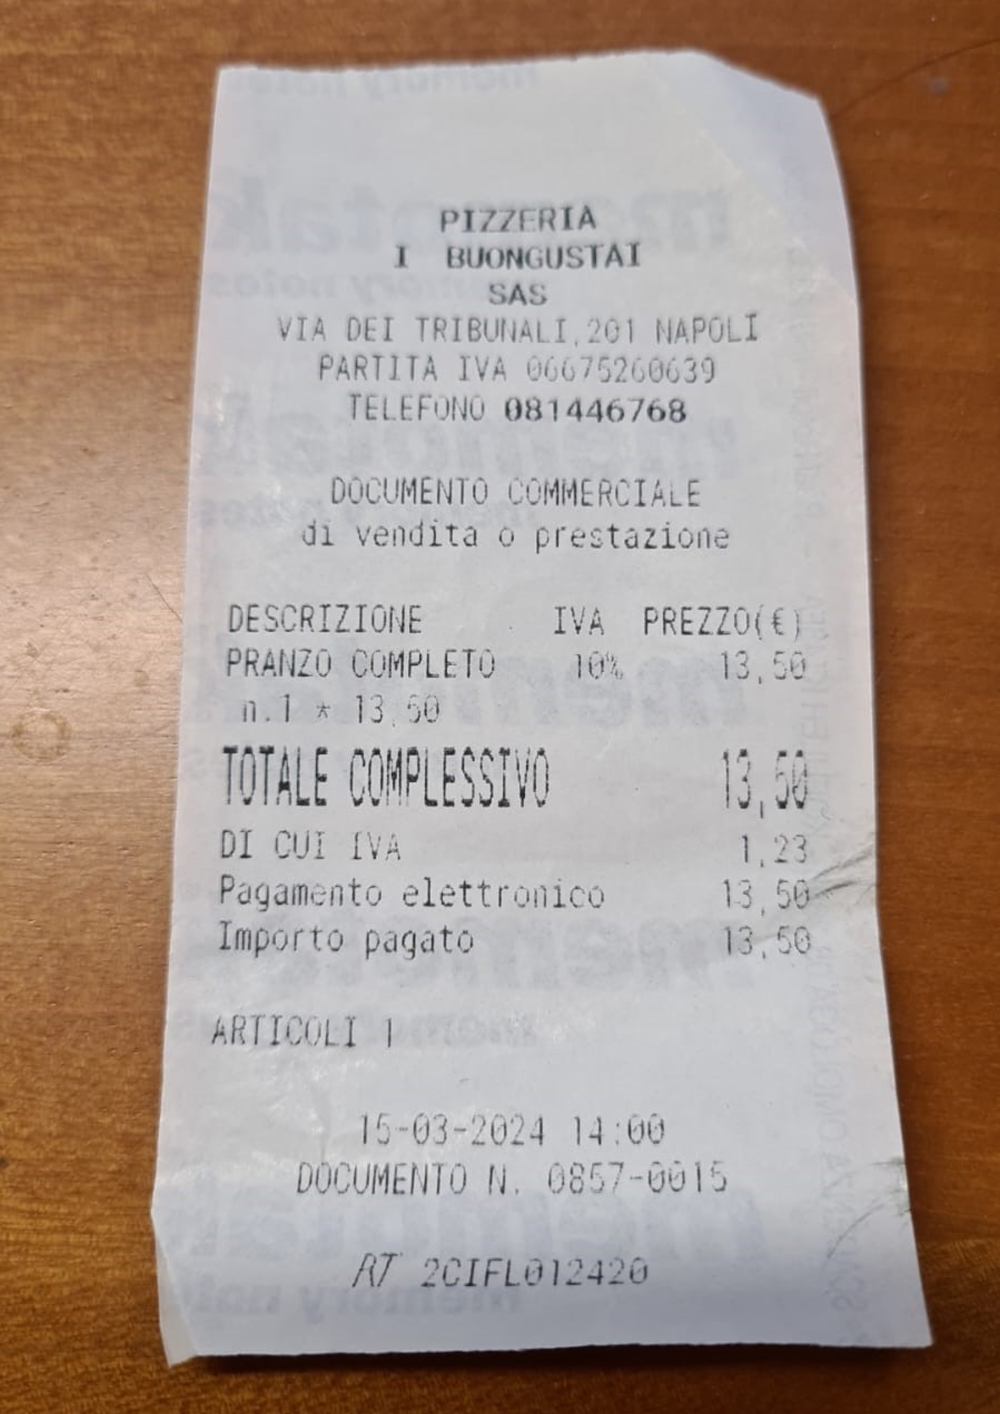 PIZZERIA
I BUONGUSTAI
SAS
VIA DEI TRIBUNALI,201 NAPOLI
PARTITA IVA 06675260639
TELEFONO 081446768
DOCUMENTO COMMERCIALE
di vendita o prestazione
DESCRIZIONE IVA PREZZO(€)
PRANZO COMPLETO 10% 13,50
n.1 * 13,50
TOTALE COMPLESSIVO 13,50
DI CUI IVA 1,23
Pagamento elettronico 13,50
Importo pagato 13,50
ARTICOLI 1
15-03-2024 14:00
DOCUMENTO N. 0857-0015
RT 2CIFL012420